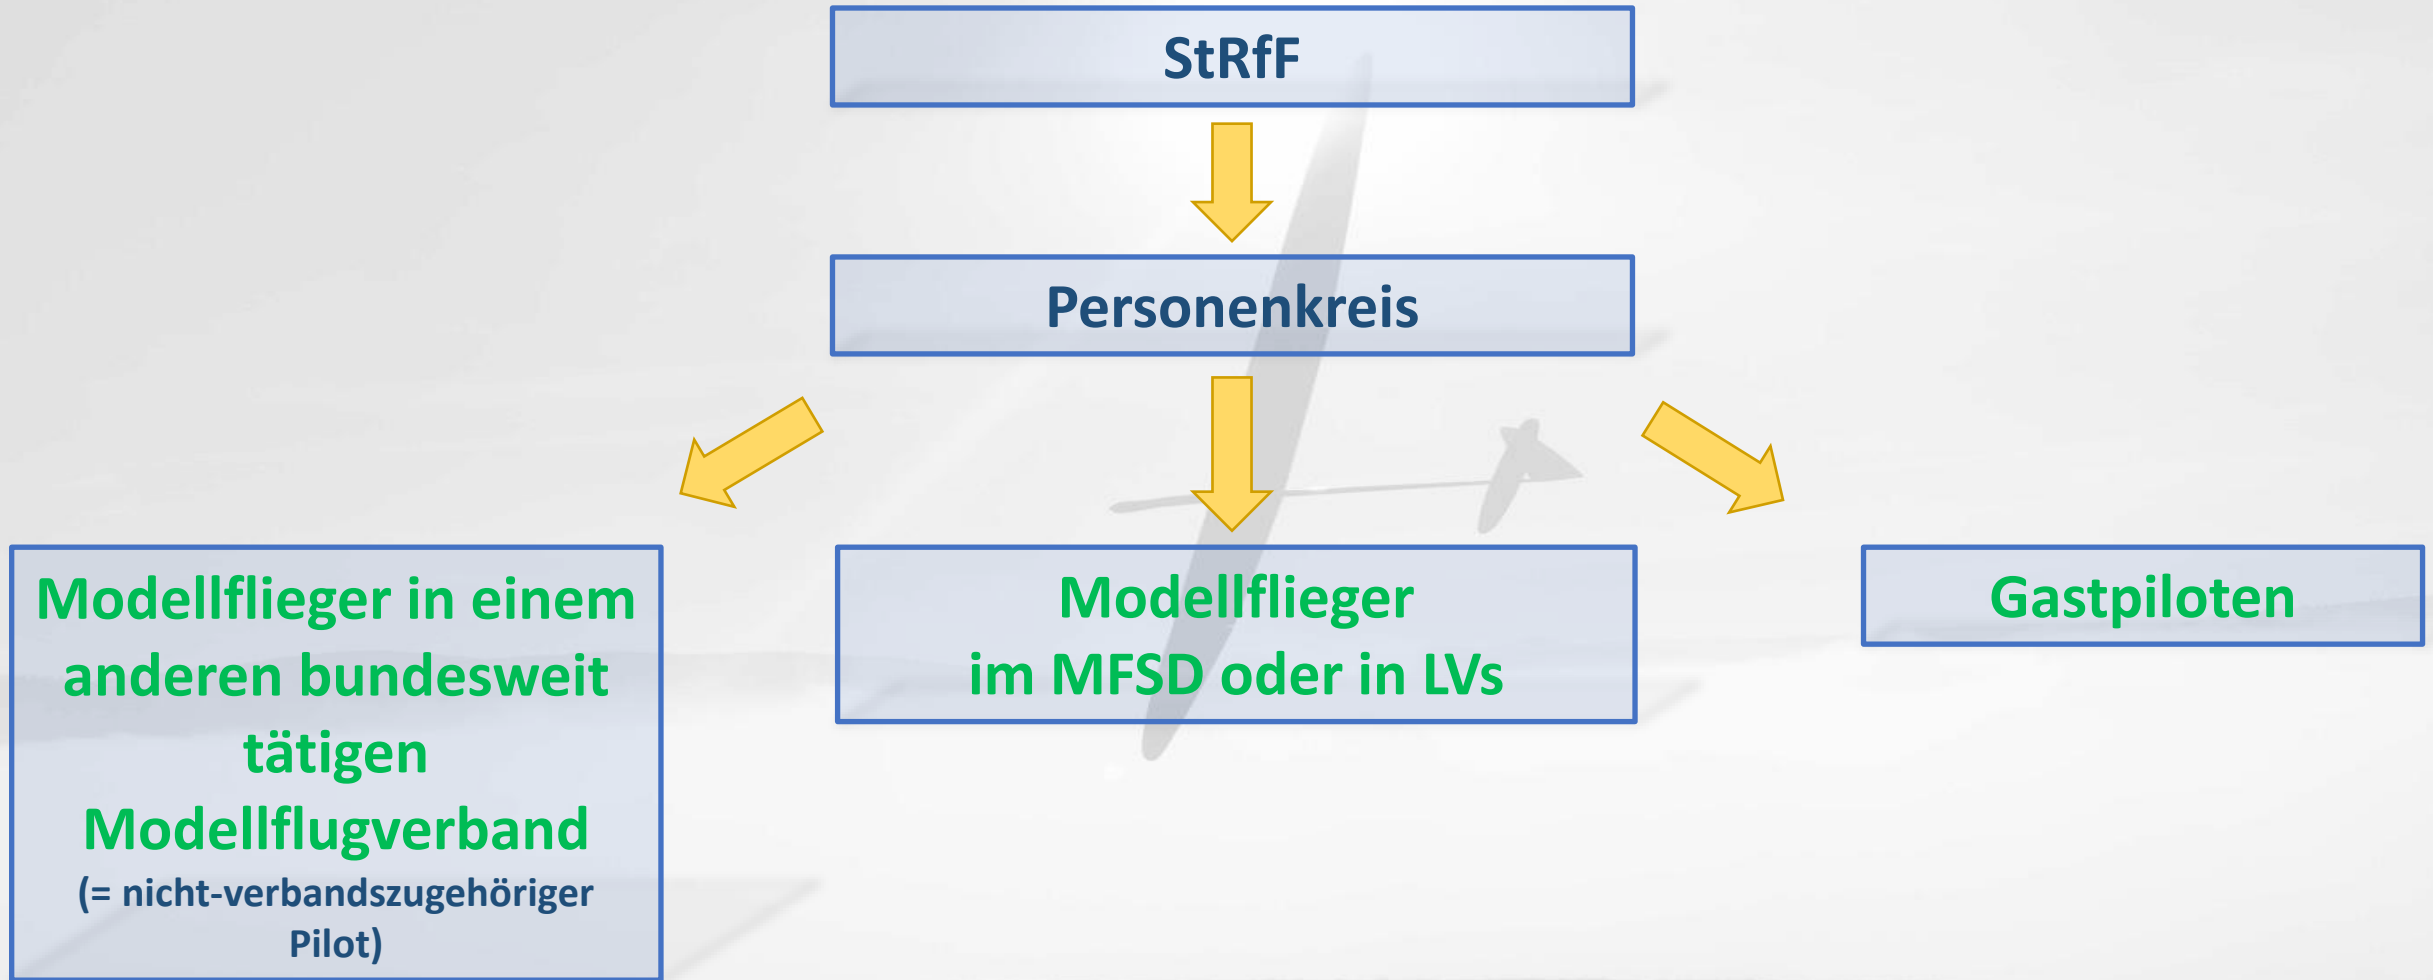 StRfF
Personenkreis
Modellflieger in einem
anderen bundesweit
tätigen
Modellflugverband
(= nicht-verbandszugehöriger
Pilot)
Modellflieger
im MFSD oder in LVs
Gastpiloten